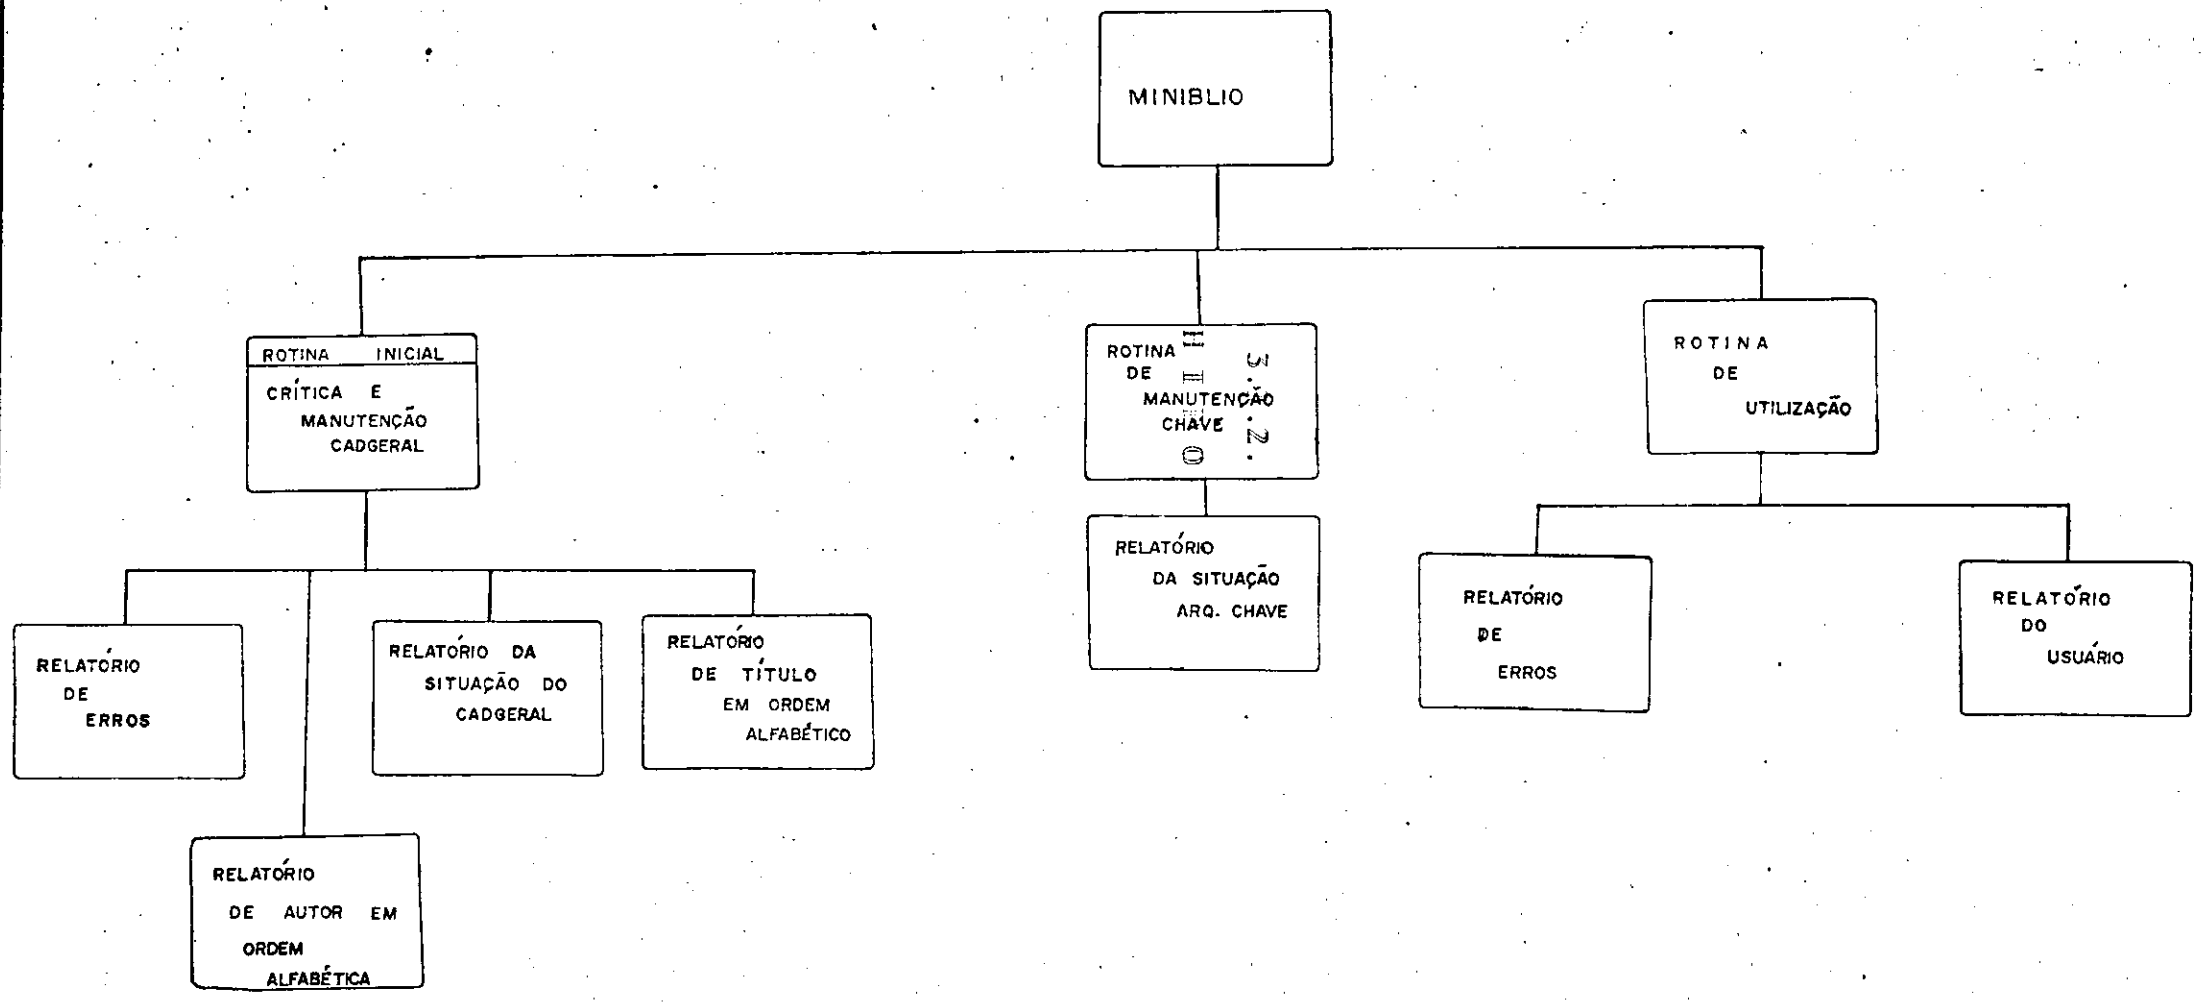 MINIBLIO
ROTINA INICIAL
CRÍTICA E
MANUTENÇÃO
CADGERAL
ROTINA
DE
MANUTENÇÃO
CHAVE
ROTINA
DE
UTILIZAÇÃO
RELATÓRIO
DE
ERROS
RELATÓRIO
DE AUTOR EM
ORDEM
ALFABÉTICA
RELATÓRIO DA
SITUAÇÃO DO
CADGERAL
RELATÓRIO
DE TÍTULO
EM ORDEM
ALFABÉTICO
RELATÓRIO
DA SITUAÇÃO
ARQ. CHAVE
RELATÓRIO
DE
ERROS
RELATÓRIO
DO
USUÁRIO